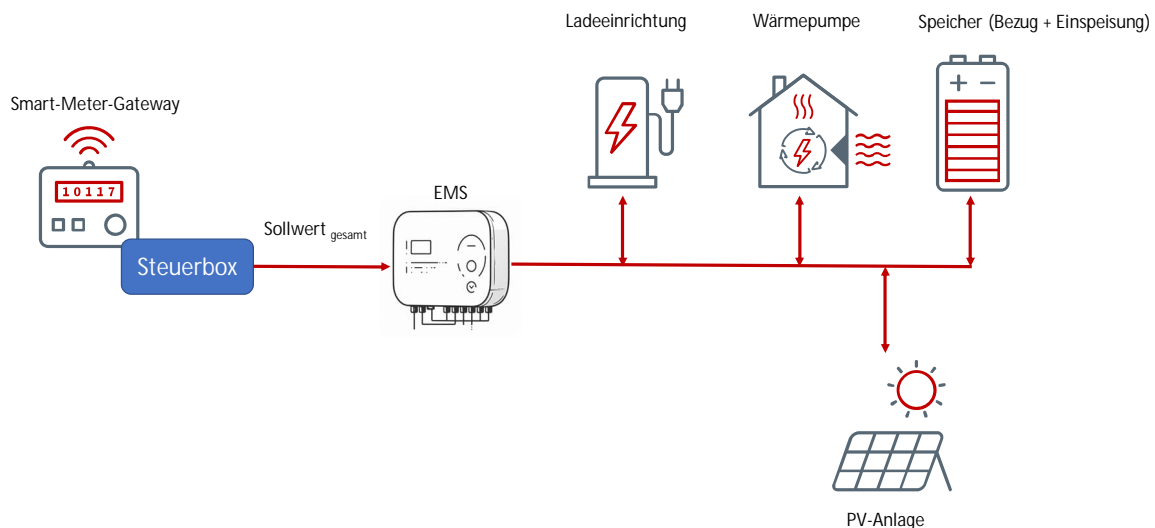 Ladeeinrichtung
Wärmepumpe
Speicher (Bezug + Einspeisung)
Smart-Meter-Gateway
10117
EMS
Sollwert gesamt
Steuerbox
PV-Anlage